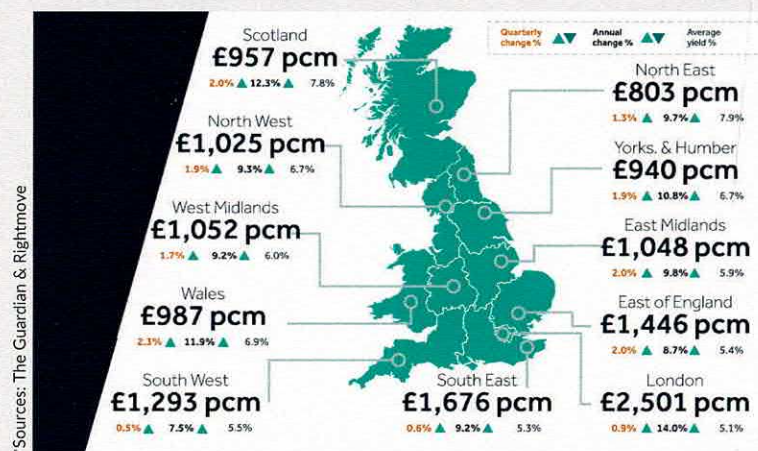 Quarterly change %
Annual change %
Average yield %
Scotland
£957 pcm
2.0% ▲ 12.3% ▲ 7.8%
North East
£803 pcm
1.3% ▲ 9.7% ▲ 7.9%
North West
£1,025 pcm
1.9% ▲ 9.3% ▲ 6.7%
Yorks. & Humber
£940 pcm
1.9% ▲ 10.8% ▲ 6.7%
West Midlands
£1,052 pcm
1.7% ▲ 9.2% ▲ 6.0%
East Midlands
£1,048 pcm
2.0% ▲ 9.8% ▲ 5.9%
Wales
£987 pcm
2.3% ▲ 11.9% ▲ 6.9%
East of England
£1,446 pcm
2.0% ▲ 8.7% ▲ 5.4%
South West
£1,293 pcm
0.5% ▲ 7.5% ▲ 5.5%
South East
£1,676 pcm
0.6% ▲ 9.2% ▲ 5.3%
London
£2,501 pcm
0.9% ▲ 14.0% ▲ 5.1%
*Sources: The Guardian & Rightmove